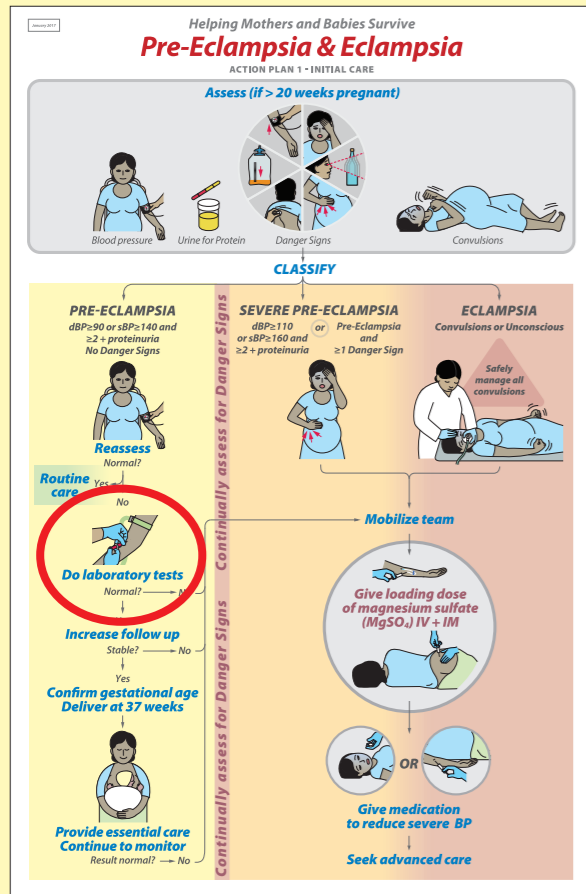 January 2017
Helping Mothers and Babies Survive
Pre-Eclampsia & Eclampsia
ACTION PLAN 1 - INITIAL CARE
Assess (if > 20 weeks pregnant)
Blood pressure
Urine for Protein
Danger Signs
Convulsions
CLASSIFY
PRE-ECLAMPSIA
dBP≥90 or sBP≥140 and
≥2 + proteinuria
No Danger Signs
Reassess
Normal?
Routine
care
Yes
No
Do laboratory tests
Normal?
Increase follow up
Stable?
No
Yes
Confirm gestational age
Deliver at 37 weeks
Provide essential care
Continue to monitor
Result normal?
No
Continually assess for Danger Signs
Continually assess for Danger Signs
SEVERE PRE-ECLAMPSIA
dBP≥110
or sBP≥160 and
≥2 + proteinuria
or
Pre-Eclampsia
and
≥1 Danger Sign
ECLAMPSIA
Convulsions or Unconscious
Safely
manage all
convulsions
Mobilize team
Give loading dose
of magnesium sulfate
(MgSO₄) IV + IM
OR
Give medication
to reduce severe BP
Seek advanced care